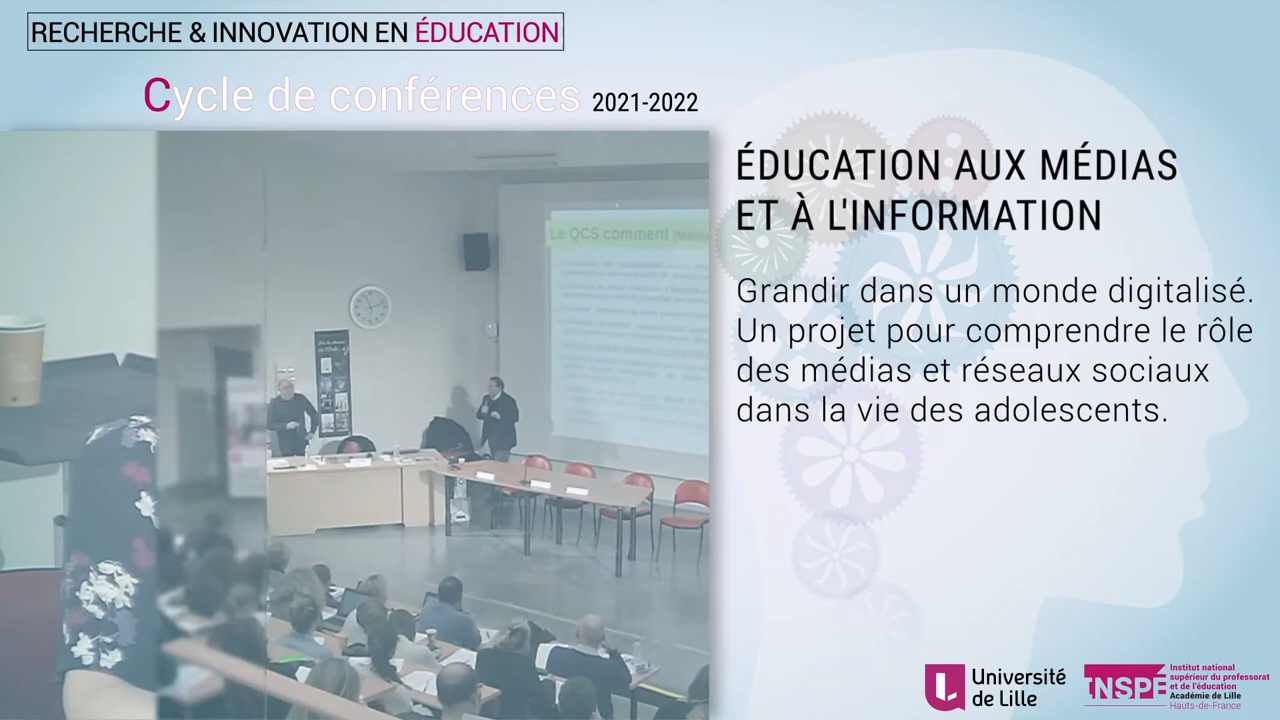 RECHERCHE & INNOVATION EN ÉDUCATION
Cycle de conférences 2021-2022
Le QCS comment
ÉDUCATION AUX MÉDIAS
ET À L'INFORMATION
Grandir dans un monde digitalisé.
Un projet pour comprendre le rôle
des médias et réseaux sociaux
dans la vie des adolescents.
Université
de Lille
INSPÉ
Institut national
supérieur du professorat
et de l'éducation
Académie de Lille
Hauts-de-France